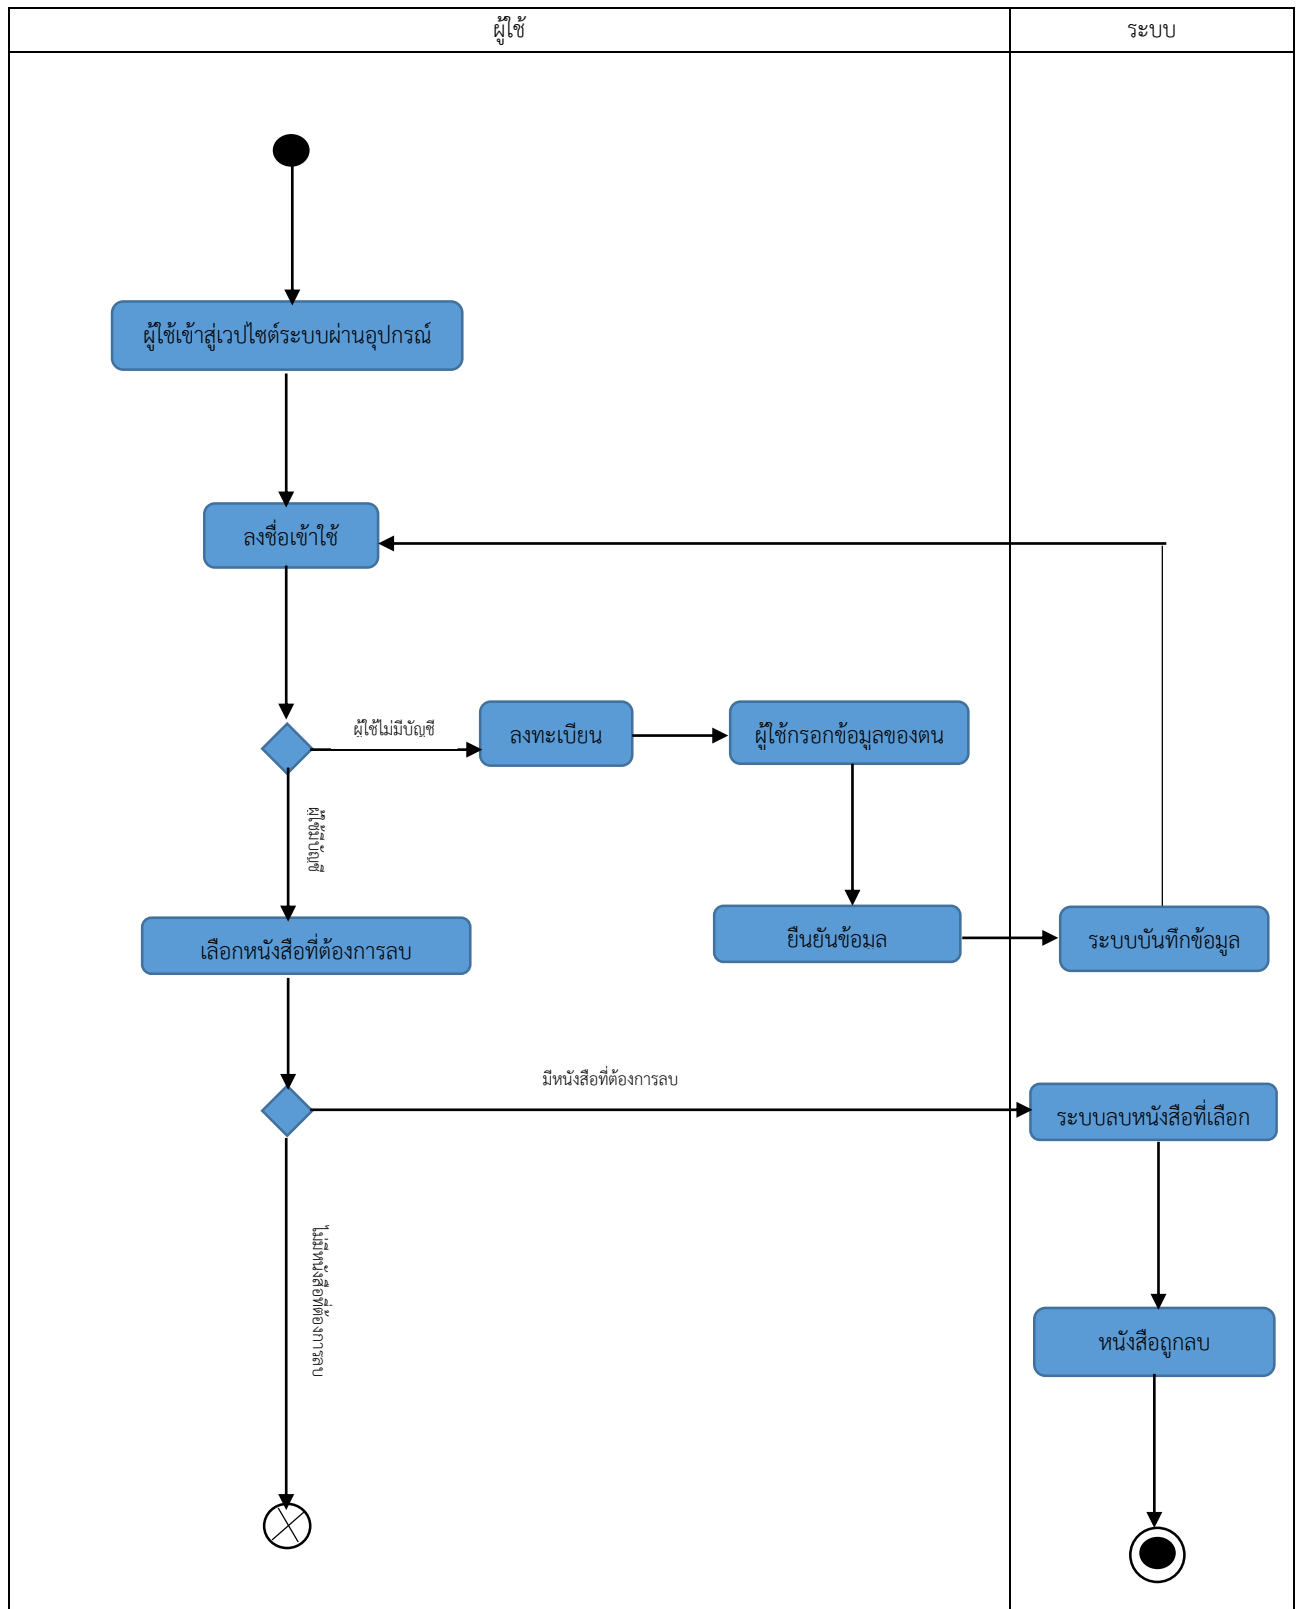 ผู้ใช้
ระบบ
ผู้ใช้เข้าสู่เวปไซต์ระบบผ่านอุปกรณ์
ลงชื่อเข้าใช้
ผู้ใช้ไม่มีบัญชี
ลงทะเบียน
ผู้ใช้กรอกข้อมูลของตน
ผู้ใช้มีบัญชี
เลือกหนังสือที่ต้องการลบ
ยืนยันข้อมูล
ระบบบันทึกข้อมูล
มีหนังสือที่ต้องการลบ
ระบบลบหนังสือที่เลือก
ไม่มีหนังสือที่ต้องการลบ
หนังสือถูกลบ